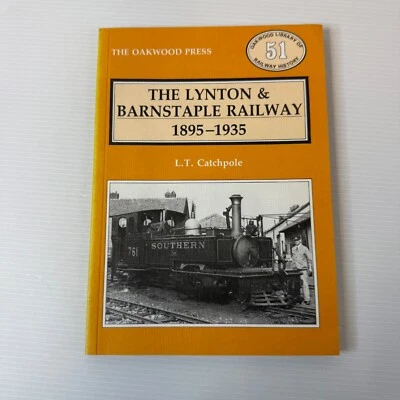 THE OAKWOOD PRESS
OAKWOOD LIBRARY OF
51
RAILWAY HISTORY
THE LYNTON &
BARNSTAPLE RAILWAY
1895–1935
L.T. Catchpole
SOUTHERN
761